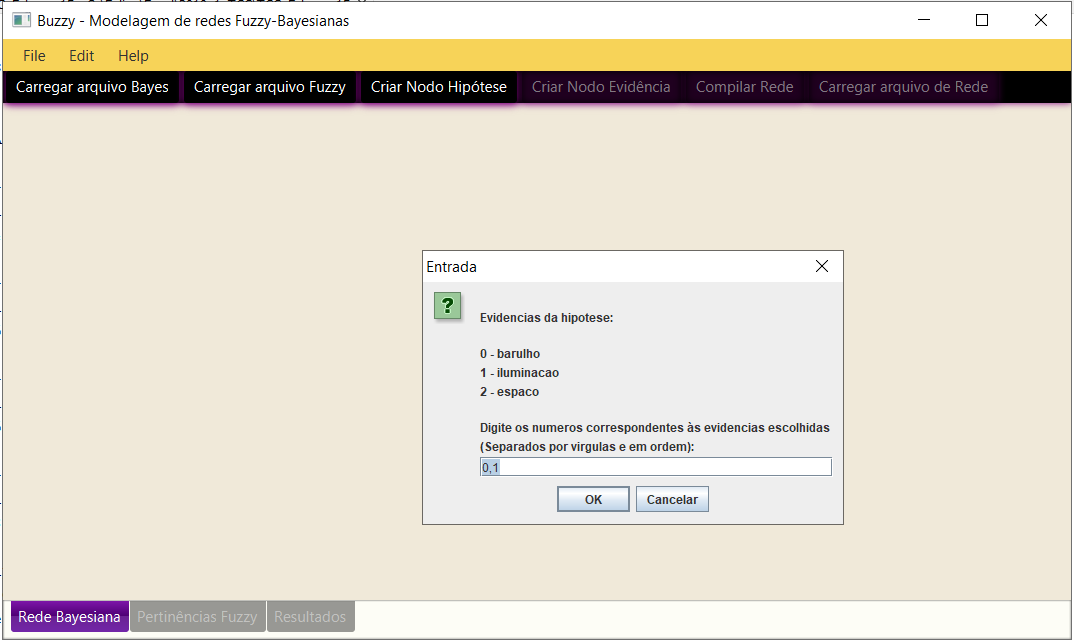 Buzzy - Modelagem de redes Fuzzy-Bayesianas
File Edit Help
Carregar arquivo Bayes Carregar arquivo Fuzzy Criar Nodo Hipótese Criar Nodo Evidência Compilar Rede Carregar arquivo de Rede
Entrada
?
Evidencias da hipotese:
0 - barulho
1 - iluminacao
2 - espaco
Digite os numeros correspondentes às evidencias escolhidas
(Separados por virgulas e em ordem):
0,1
OK Cancelar
Rede Bayesiana Pertinências Fuzzy Resultados